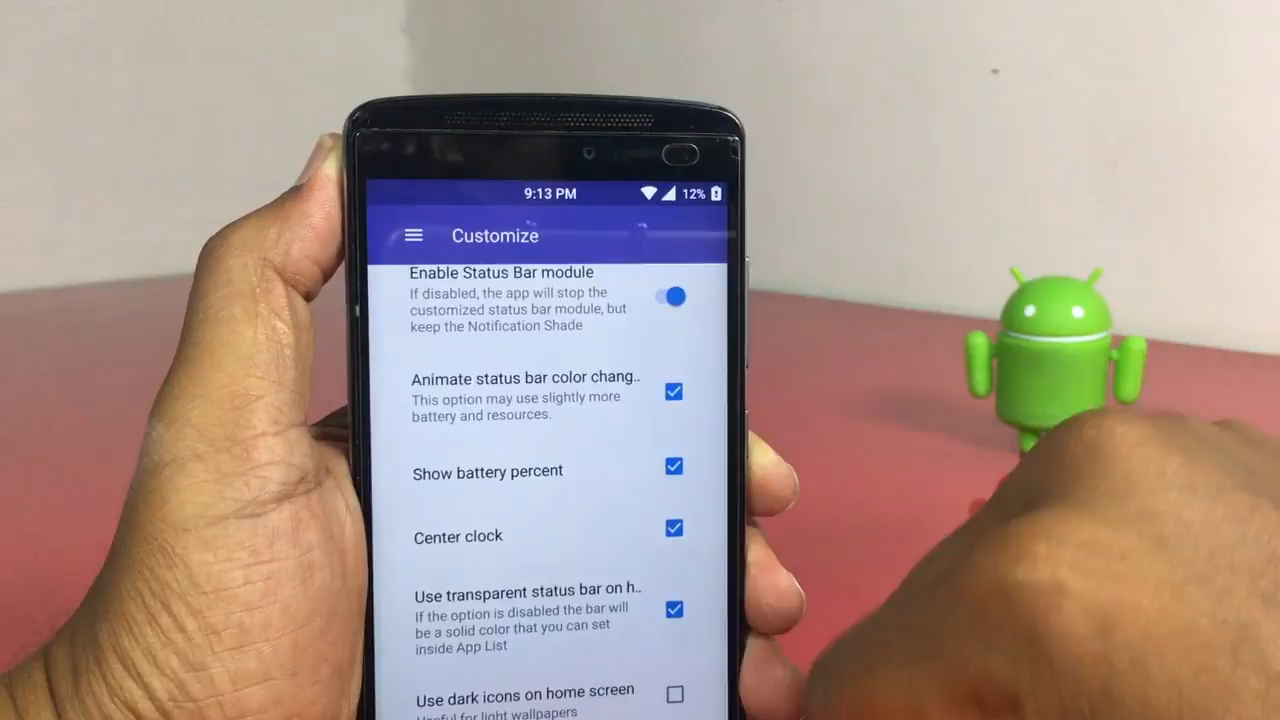 9:13 PM 12%
Customize
Enable Status Bar module
If disabled, the app will stop the
customized status bar module, but
keep the Notification Shade
Animate status bar color chang..
This option may use slightly more
battery and resources.
Show battery percent
Center clock
Use transparent status bar on h..
If the option is disabled the bar will
be a solid color that you can set
inside App List
Use dark icons on home screen
Useful for light wallpapers